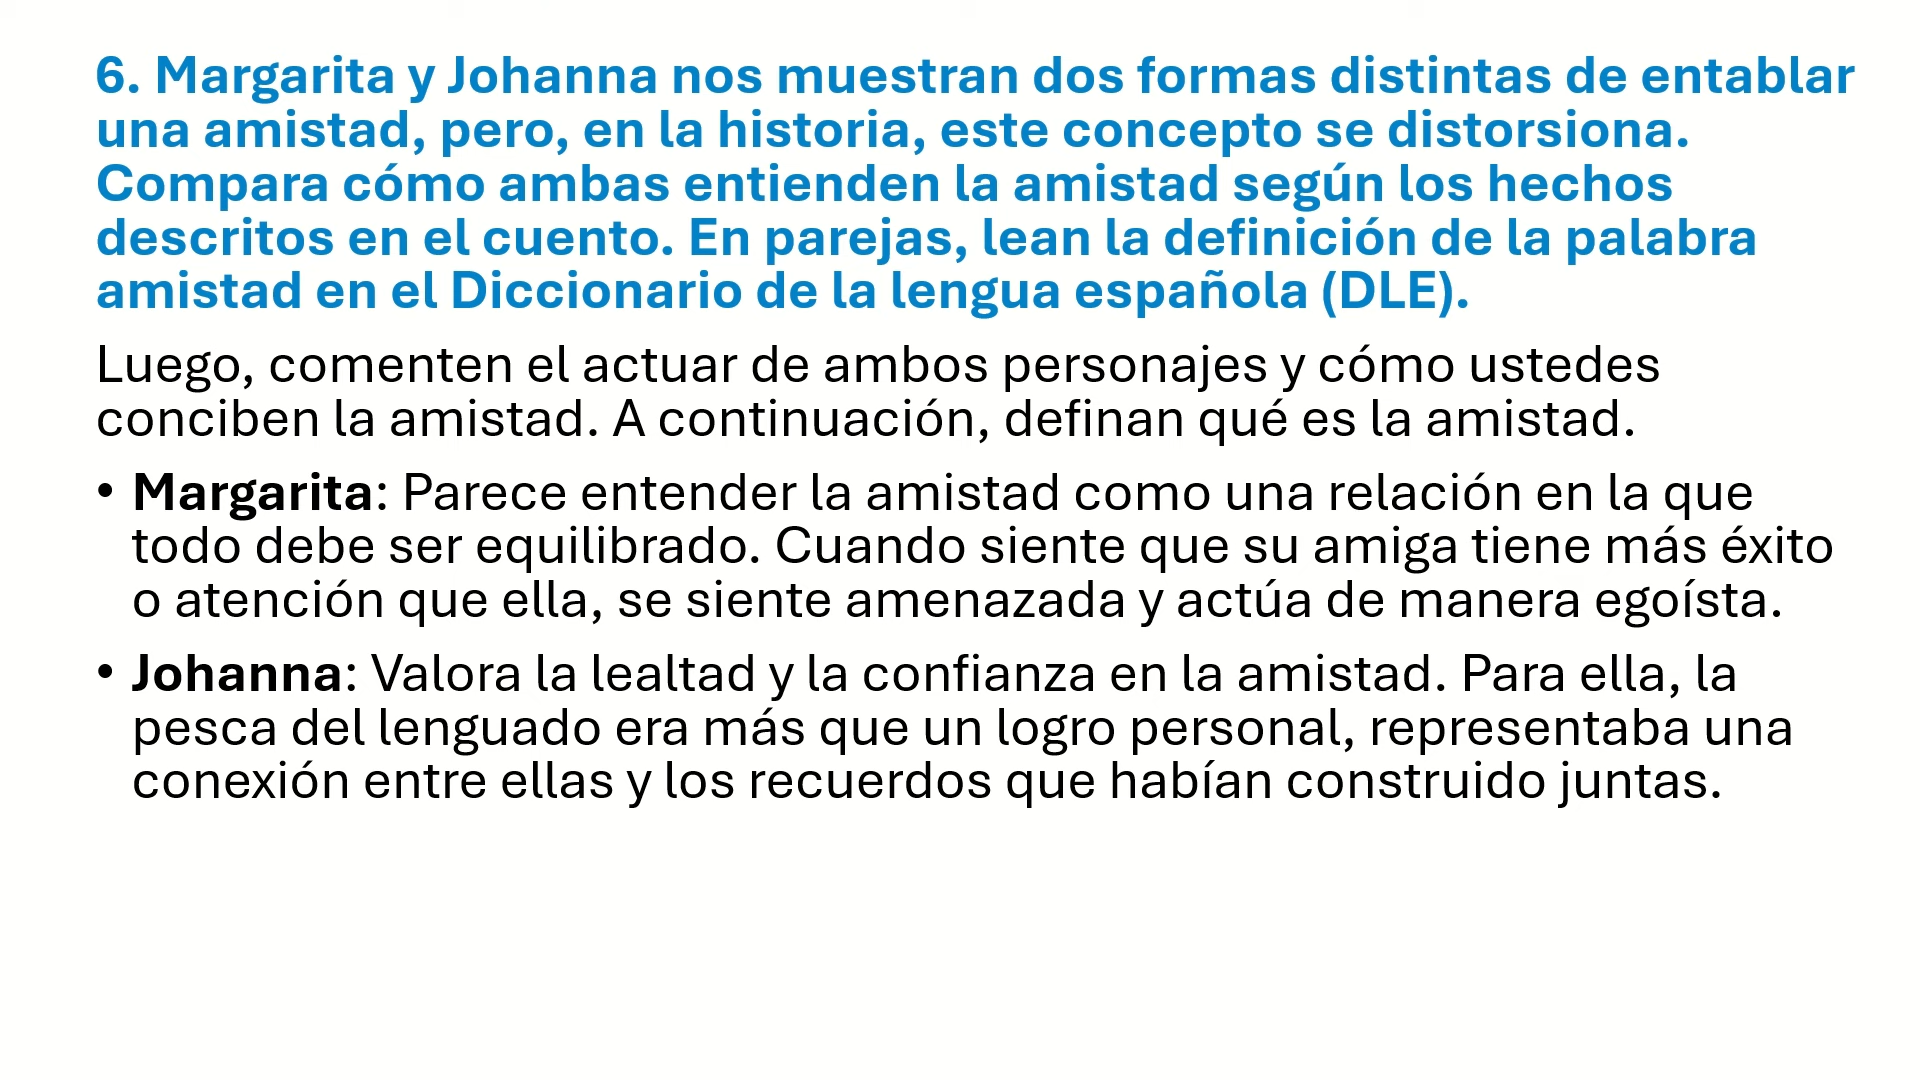 6. Margarita y Johanna nos muestran dos formas distintas de entablar
una amistad, pero, en la historia, este concepto se distorsiona.
Compara cómo ambas entienden la amistad según los hechos
descritos en el cuento. En parejas, lean la definición de la palabra
amistad en el Diccionario de la lengua española (DLE).
Luego, comenten el actuar de ambos personajes y cómo ustedes
conciben la amistad. A continuación, definan qué es la amistad.
• Margarita: Parece entender la amistad como una relación en la que
todo debe ser equilibrado. Cuando siente que su amiga tiene más éxito
o atención que ella, se siente amenazada y actúa de manera egoísta.
• Johanna: Valora la lealtad y la confianza en la amistad. Para ella, la
pesca del lenguado era más que un logro personal, representaba una
conexión entre ellas y los recuerdos que habían construido juntas.